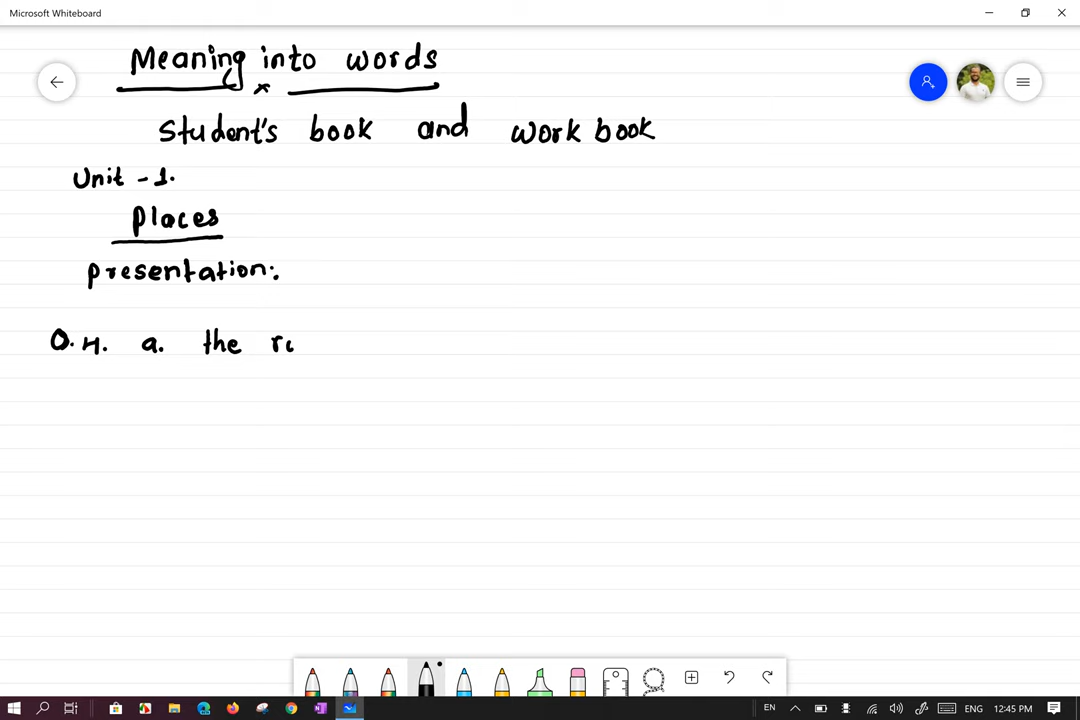 Microsoft Whiteboard
Meaning into words
Student's book and work book
Unit - 1.
Places
presentation:
Q.4. a. the
EN
ENG
12:45 PM